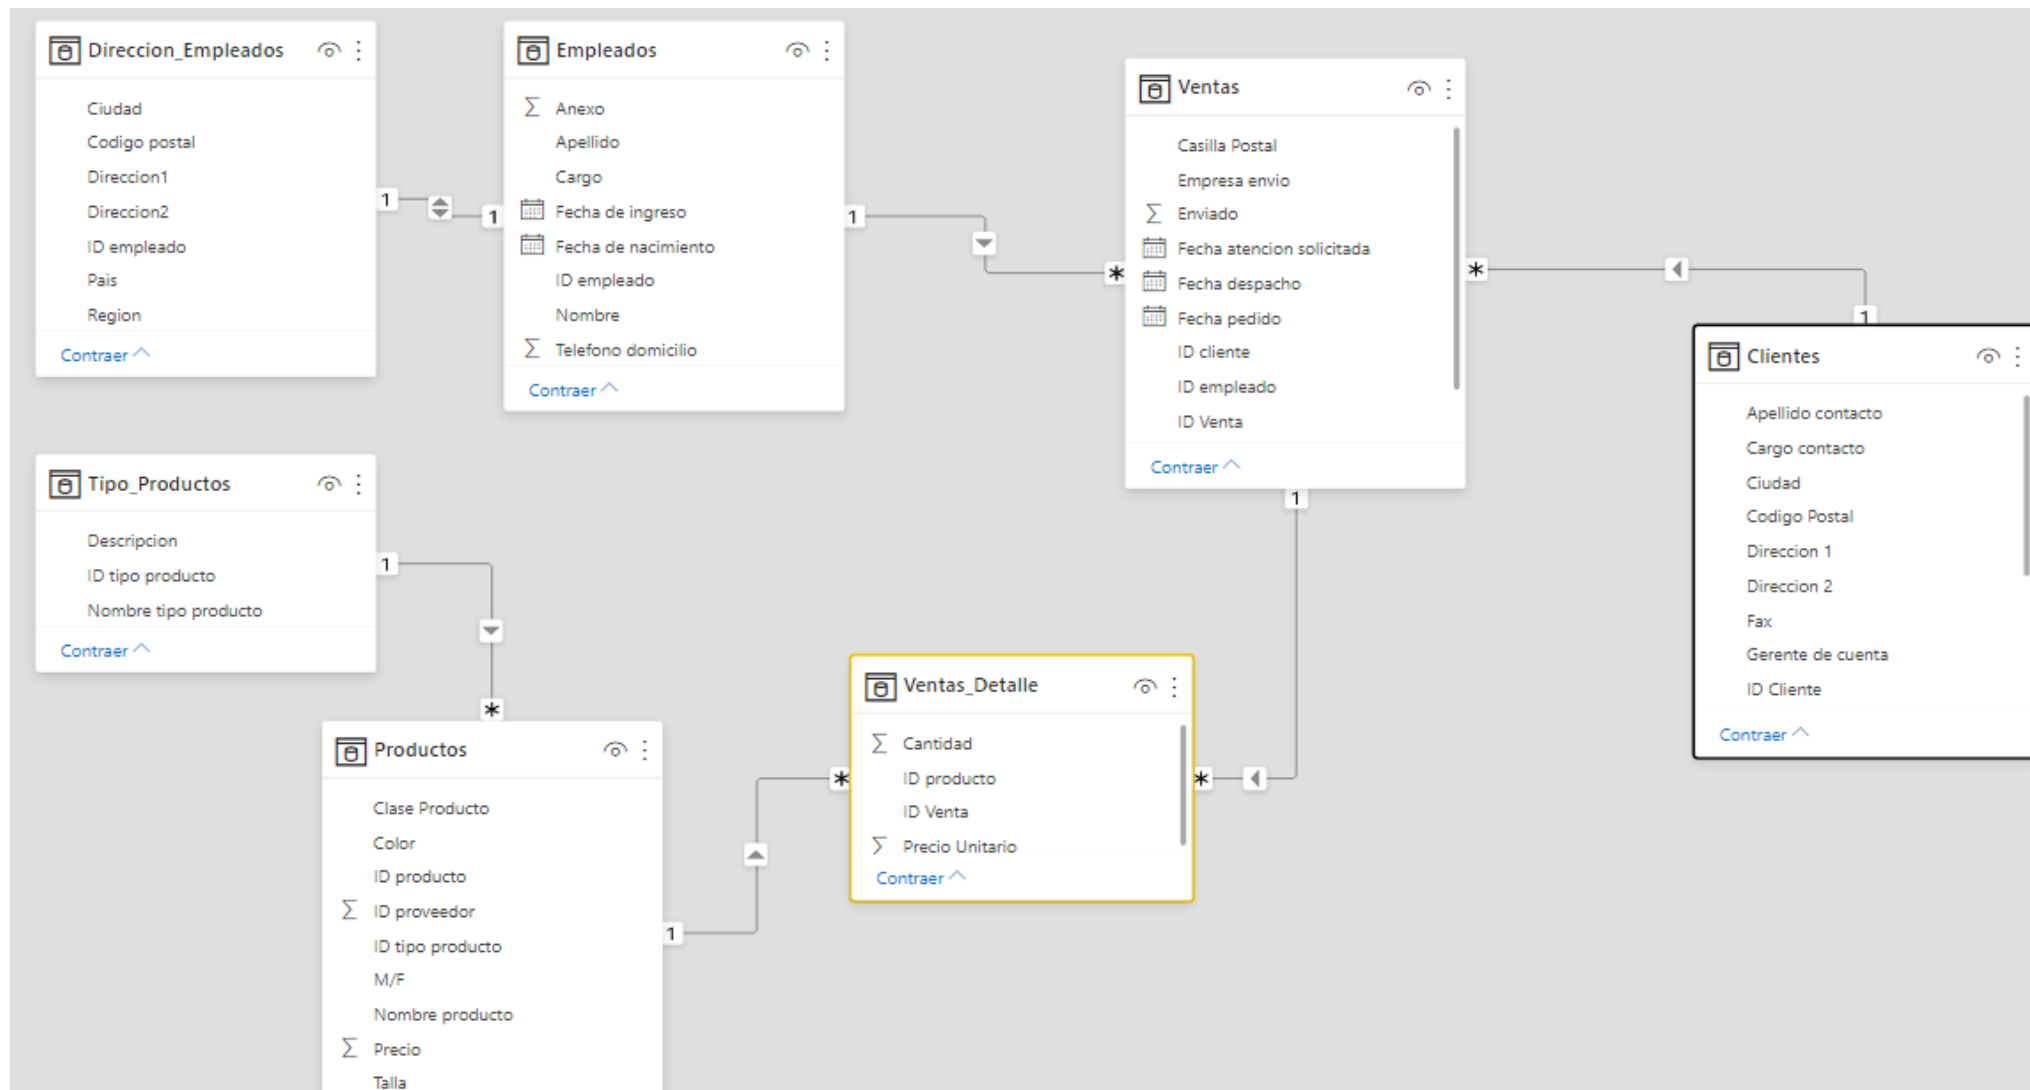 Direccion_Empleados
Ciudad
Codigo postal
Direccion1
Direccion2
ID empleado
Pais
Region
Contraer
1
1
Empleados
Σ Anexo
Apellido
Cargo
Fecha de ingreso
Fecha de nacimiento
ID empleado
Nombre
Σ Telefono domicilio
Contraer
1
*
Ventas
Casilla Postal
Empresa envio
Σ Enviado
Fecha atencion solicitada
Fecha despacho
Fecha pedido
ID cliente
ID empleado
ID Venta
Contraer
*
1
1
Clientes
Apellido contacto
Cargo contacto
Ciudad
Codigo Postal
Direccion 1
Direccion 2
Fax
Gerente de cuenta
ID Cliente
Contraer
Tipo_Productos
Descripcion
ID tipo producto
Nombre tipo producto
Contraer
1
*
Productos
Clase Producto
Color
ID producto
Σ ID proveedor
ID tipo producto
M/F
Nombre producto
Σ Precio
Talla
1
*
Ventas_Detalle
Σ Cantidad
ID producto
ID Venta
Σ Precio Unitario
Contraer
*